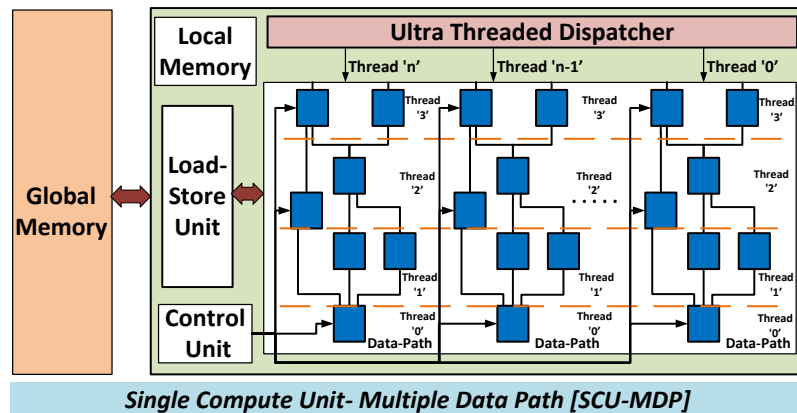 Local
Memory
Ultra Threaded Dispatcher
Thread 'n'
Thread 'n-1'
Thread '0'
Global
Memory
Load-
Store
Unit
Control
Unit
Thread
'3'
Thread
'2'
Thread
'1'
Thread
'0'
Data-Path
Thread
'3'
Thread
'2'
. . . . .
Thread
'1'
Thread
'0'
Data-Path
Thread
'3'
Thread
'2'
Thread
'1'
Thread
'0'
Data-Path
Single Compute Unit- Multiple Data Path [SCU-MDP]